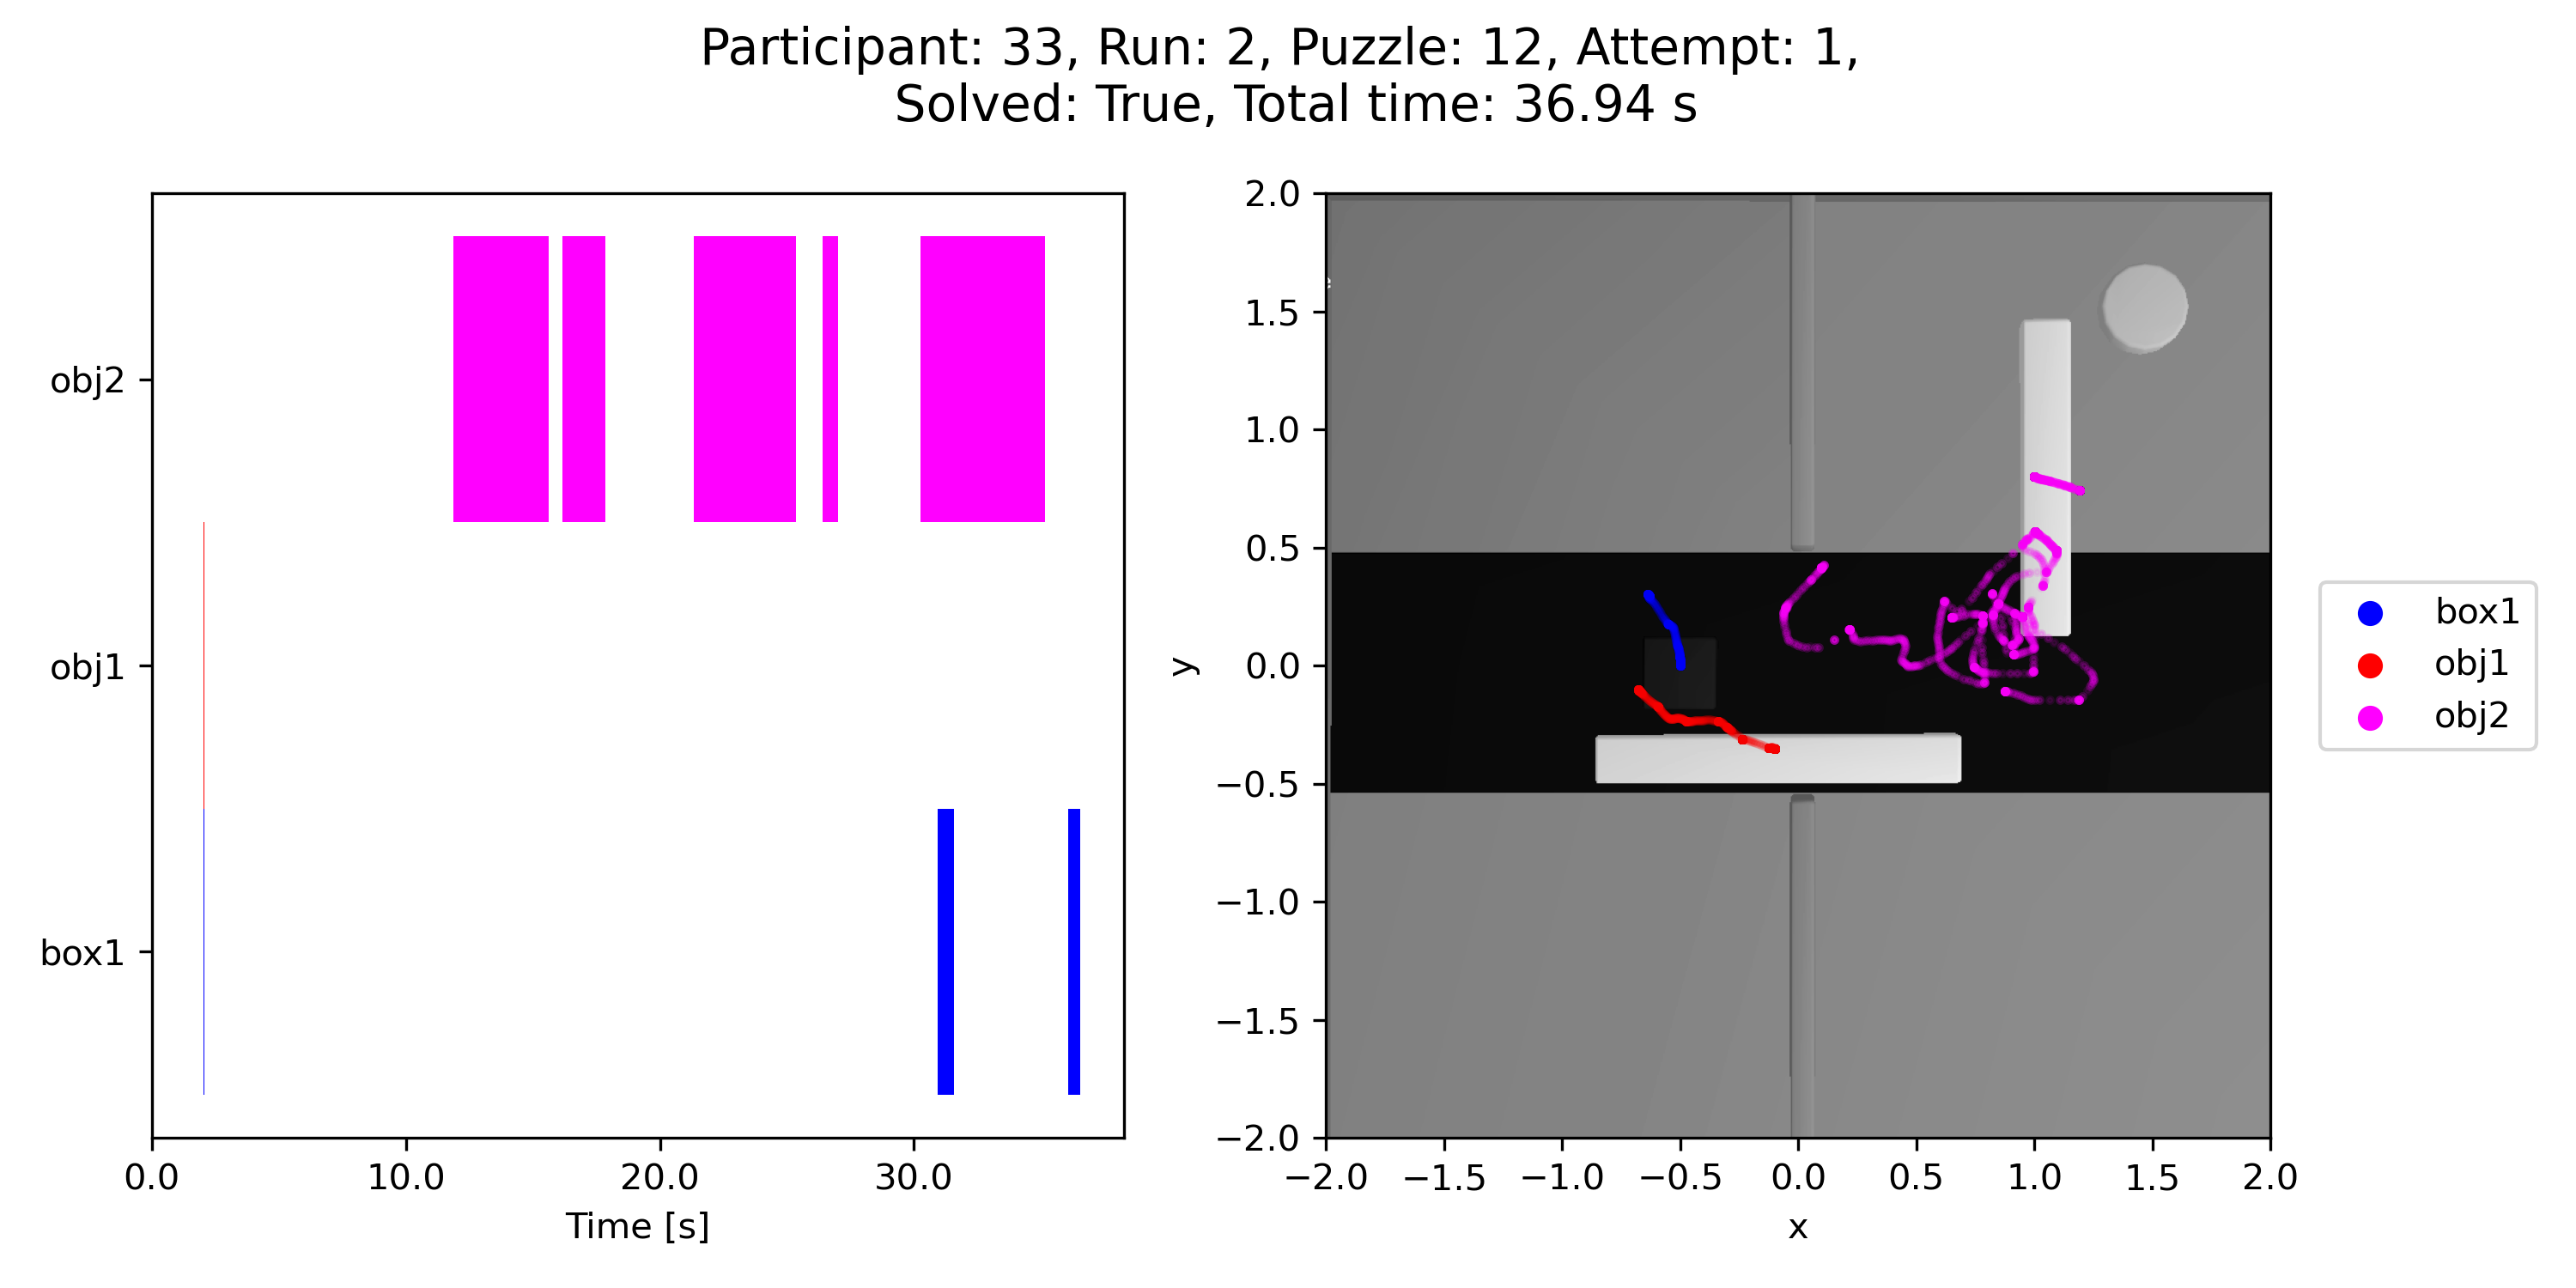 Participant: 33, Run: 2, Puzzle: 12, Attempt: 1,
Solved: True, Total time: 36.94 s
obj2
obj1
box1
0.0 10.0 20.0 30.0
Time [s]
2.0
1.5
1.0
0.5
0.0
−0.5
−1.0
−1.5
−2.0
y
−2.0 −1.5 −1.0 −0.5 0.0 0.5 1.0 1.5 2.0
x
box1
obj1
obj2